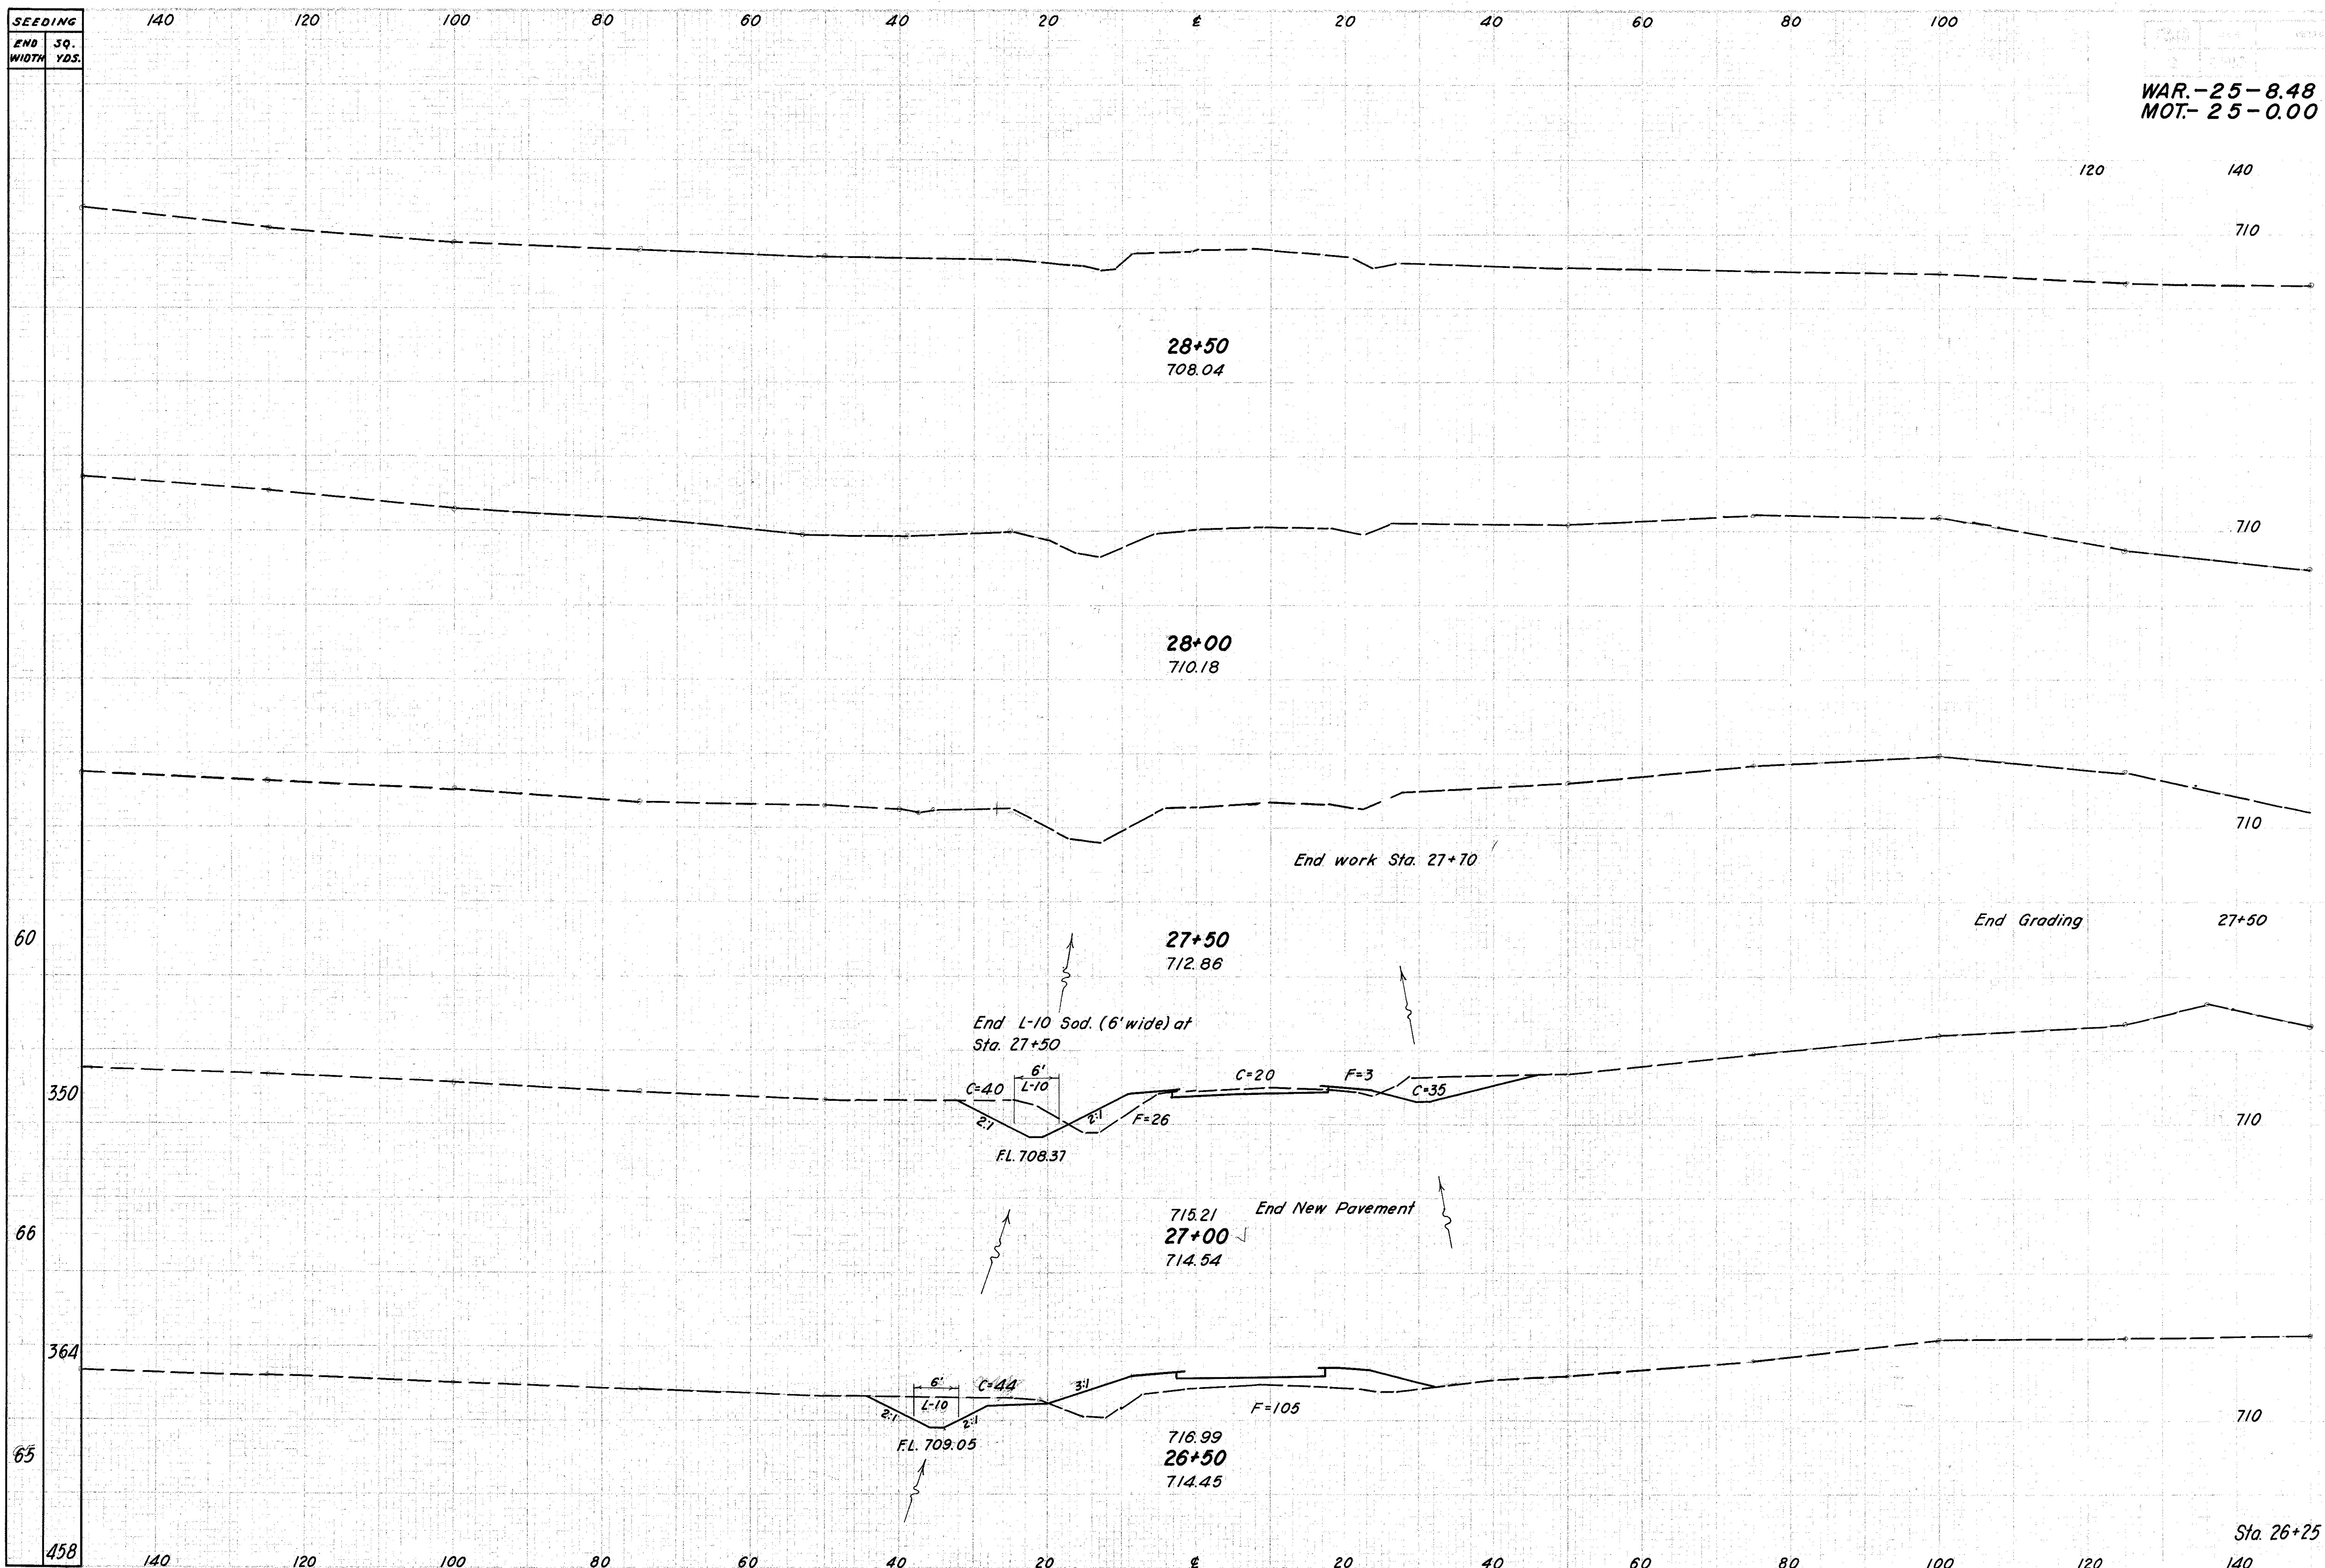 SEEDING
END WIDTH
SQ. YDS.
140 120 100 80 60 40 20 ℄ 20 40 60 80 100
WAR.-25-8.48
MOT.-25-0.00
120 140
710
28+50
708.04
710
28+00
710.18
710
End work Sta. 27+70
End Grading 27+50
60
27+50
712.86
End L-10 Sod. (6' wide) at
Sta. 27+50
350
C=40
6'
L-10
C=20
F=3
C=35
2:1
2:1
F=26
710
F.L. 708.37
66
715.21
End New Pavement
27+00
714.54
364
6'
L-10
C=44
3:1
2:1
2:1
F=105
710
F.L. 709.05
65
716.99
26+50
714.45
Sta. 26+25
458
140 120 100 80 60 40 20 ℄ 20 40 60 80 100 120 140